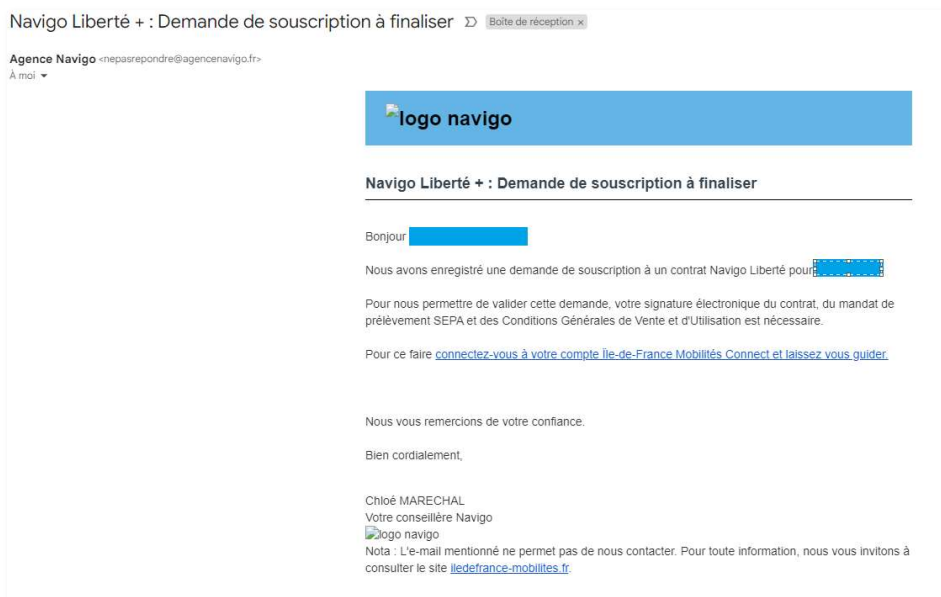 Navigo Liberté + : Demande de souscription à finaliser Boîte de réception ×
Agence Navigo <nepasrepondre@agencenavigo.fr>
À moi
logo navigo
Navigo Liberté + : Demande de souscription à finaliser
Bonjour
Nous avons enregistré une demande de souscription à un contrat Navigo Liberté pour
Pour nous permettre de valider cette demande, votre signature électronique du contrat, du mandat de
prélèvement SEPA et des Conditions Générales de Vente et d'Utilisation est nécessaire.
Pour ce faire connectez-vous à votre compte Île-de-France Mobilités Connect et laissez vous guider.
Nous vous remercions de votre confiance.
Bien cordialement,
Chloé MARECHAL
Votre conseillère Navigo
logo navigo
Nota : L'e-mail mentionné ne permet pas de nous contacter. Pour toute information, nous vous invitons à
consulter le site iledefrance-mobilites.fr.